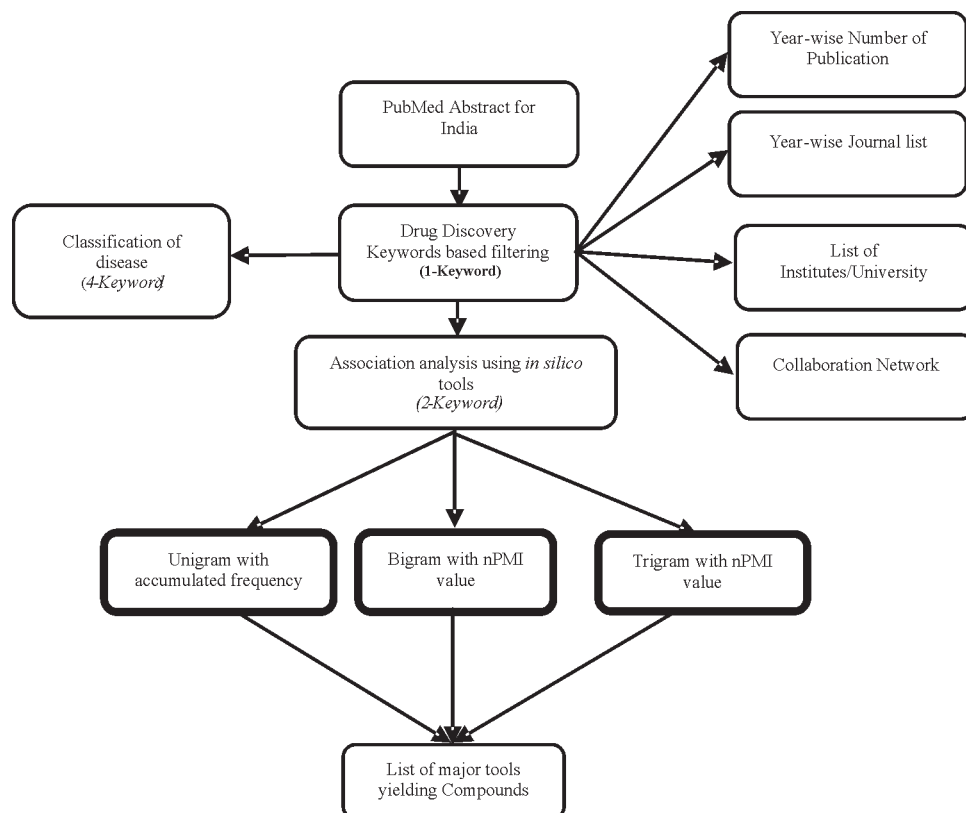 PubMed Abstract for
India
Year-wise Number of
Publication
Year-wise Journal list
Classification of
disease
(4-Keyword)
Drug Discovery
Keywords based filtering
(1-Keyword)
List of
Institutes/University
Collaboration Network
Association analysis using in silico
tools
(2-Keyword)
Unigram with
accumulated frequency
Bigram with nPMI
value
Trigram with nPMI
value
List of major tools
yielding Compounds